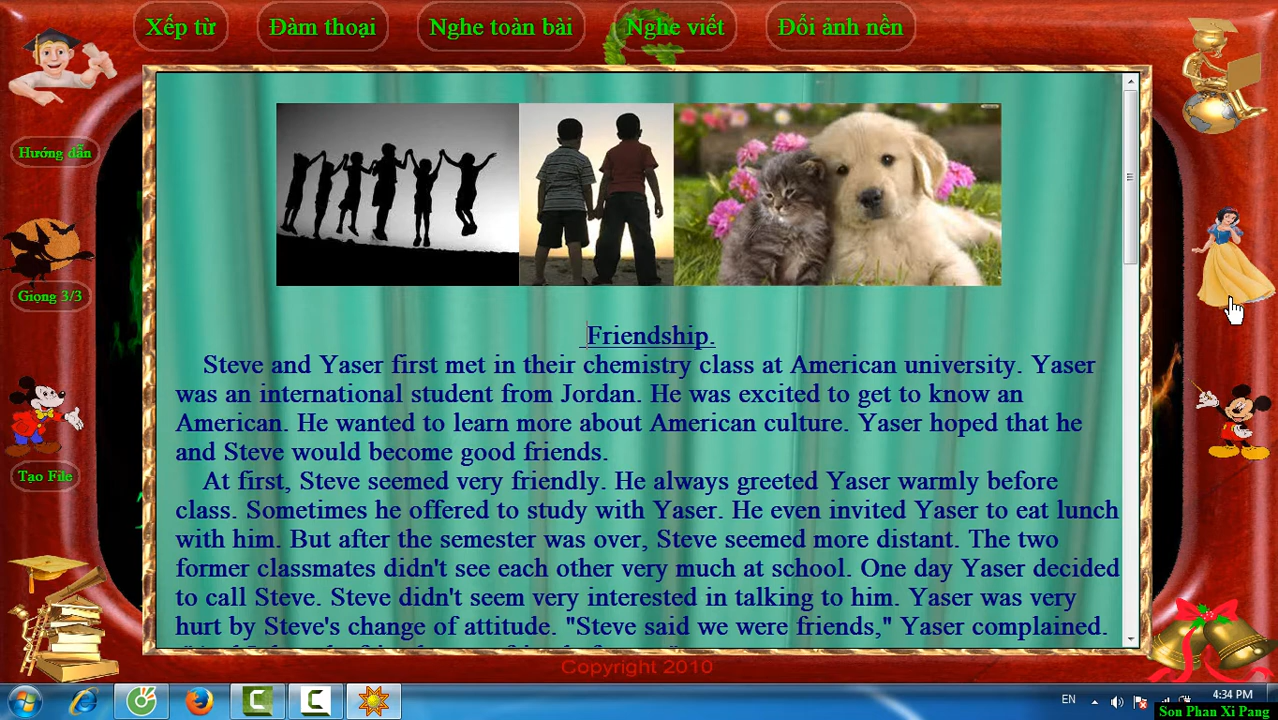 Xếp từ
Đàm thoại
Nghe toàn bài
Nghe viết
Đổi ảnh nền
Hướng dẫn
Giọng 3/3
Tạo File
Friendship.
Steve and Yaser first met in their chemistry class at American university. Yaser
was an international student from Jordan. He was excited to get to know an
American. He wanted to learn more about American culture. Yaser hoped that he
and Steve would become good friends.
At first, Steve seemed very friendly. He always greeted Yaser warmly before
class. Sometimes he offered to study with Yaser. He even invited Yaser to eat lunch
with him. But after the semester was over, Steve seemed more distant. The two
former classmates didn't see each other very much at school. One day Yaser decided
to call Steve. Steve didn't seem very interested in talking to him. Yaser was very
hurt by Steve's change of attitude. "Steve said we were friends," Yaser complained.
Copyright 2010
EN
4:34 PM
Son Phan Xi Pang